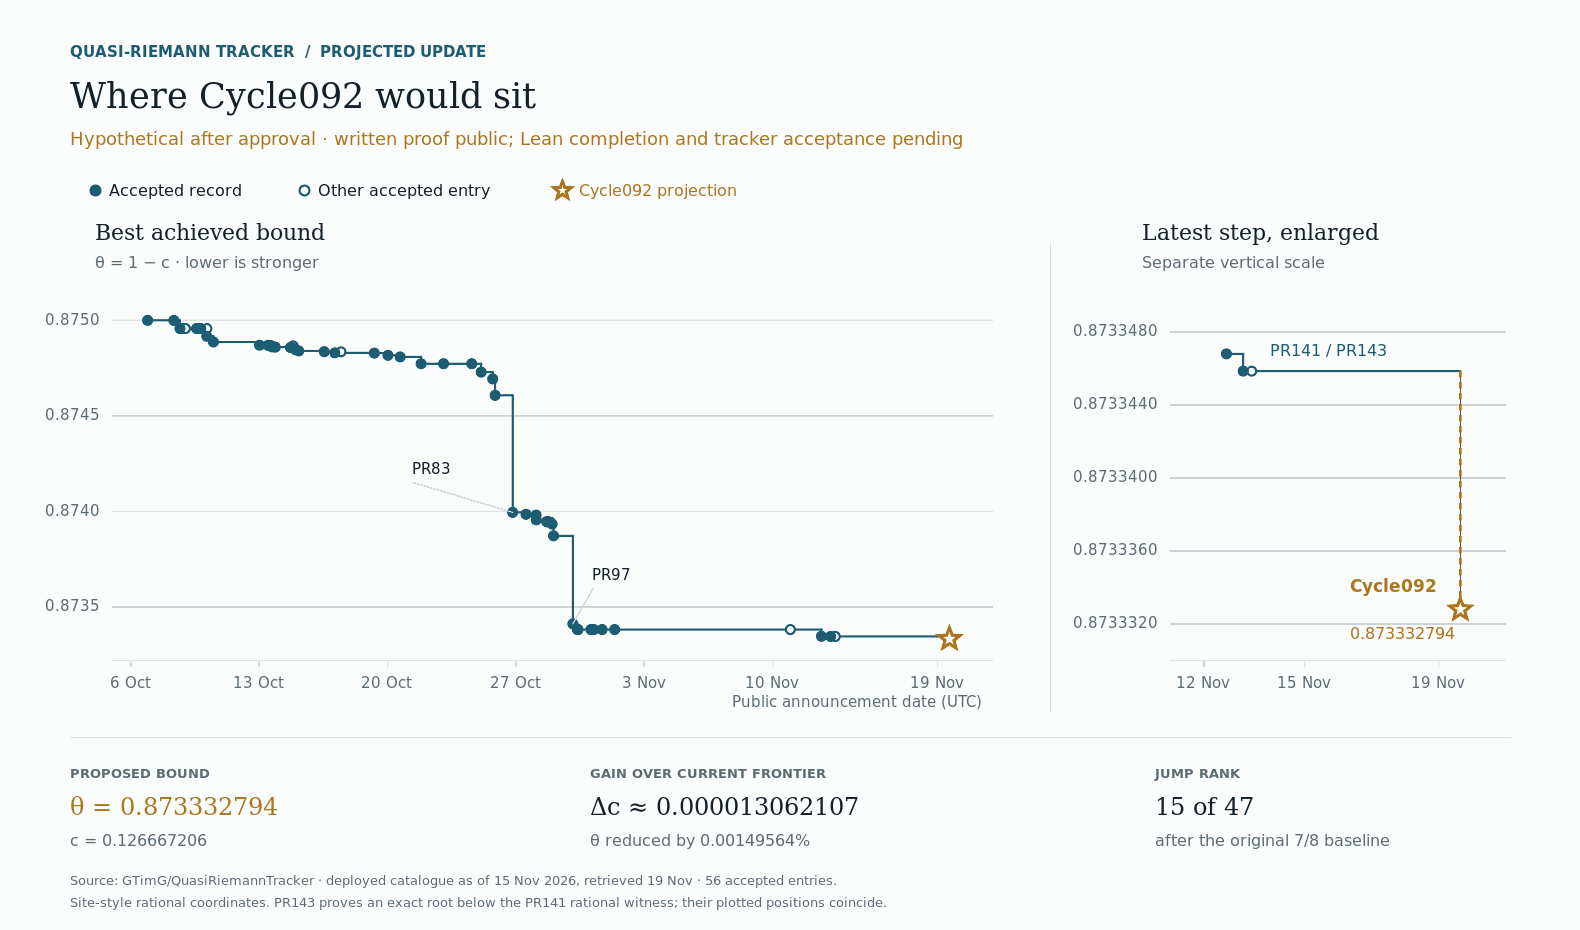 QUASI-RIEMANN TRACKER / PROJECTED UPDATE
Where Cycle092 would sit
Hypothetical after approval · written proof public; Lean completion and tracker acceptance pending
Accepted record
Other accepted entry
Cycle092 projection
Best achieved bound
θ = 1 − c · lower is stronger
0.8750
0.8745
0.8740
0.8735
PR83
PR97
6 Oct
13 Oct
20 Oct
27 Oct
3 Nov
10 Nov
19 Nov
Public announcement date (UTC)
Latest step, enlarged
Separate vertical scale
0.8733480
0.8733440
0.8733400
0.8733360
0.8733320
PR141 / PR143
Cycle092
0.873332794
12 Nov
15 Nov
19 Nov
PROPOSED BOUND
θ = 0.873332794
c = 0.126667206
GAIN OVER CURRENT FRONTIER
Δc ≈ 0.000013062107
θ reduced by 0.00149564%
JUMP RANK
15 of 47
after the original 7/8 baseline
Source: GTimG/QuasiRiemannTracker · deployed catalogue as of 15 Nov 2026, retrieved 19 Nov · 56 accepted entries.
Site-style rational coordinates. PR143 proves an exact root below the PR141 rational witness; their plotted positions coincide.